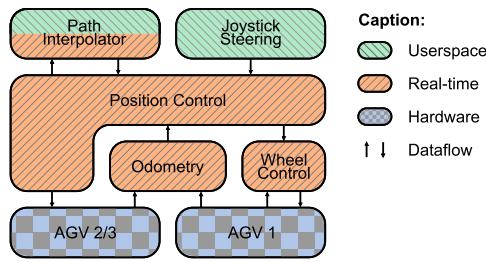 Path
Interpolator
Joystick
Steering
Position Control
Odometry
Wheel
Control
AGV 2/3
AGV 1
Caption:
Userspace
Real-time
Hardware
Dataflow